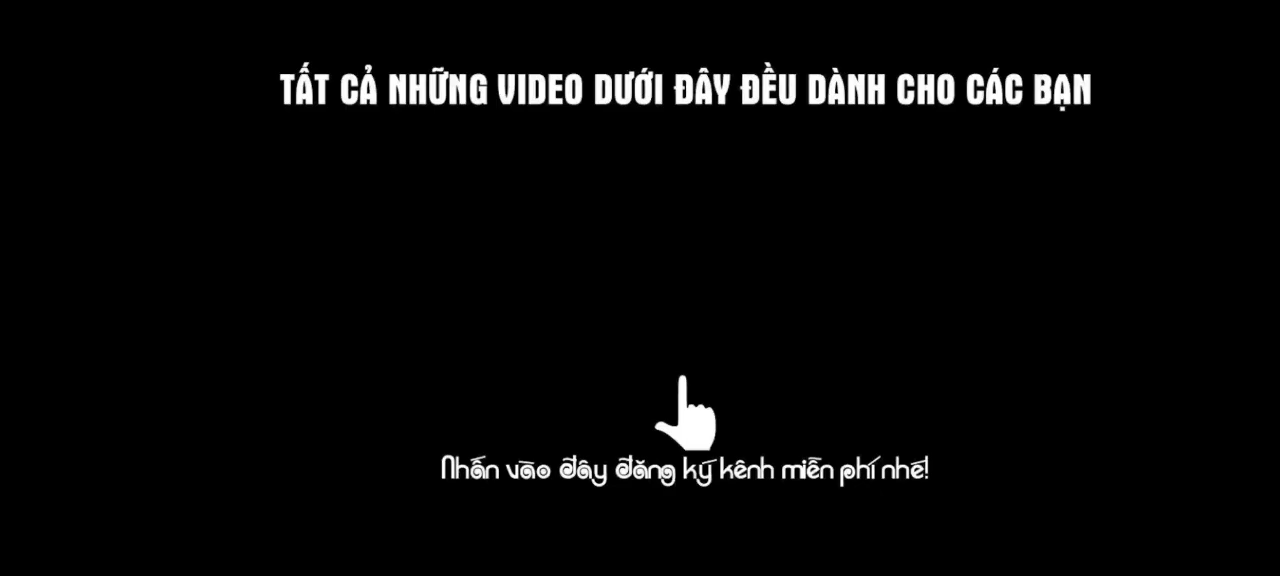 TẤT CẢ NHỮNG VIDEO DƯỚI ĐÂY ĐỀU DÀNH CHO CÁC BẠN
Nhấn vào đây đăng ký kênh miễn phí nhé!